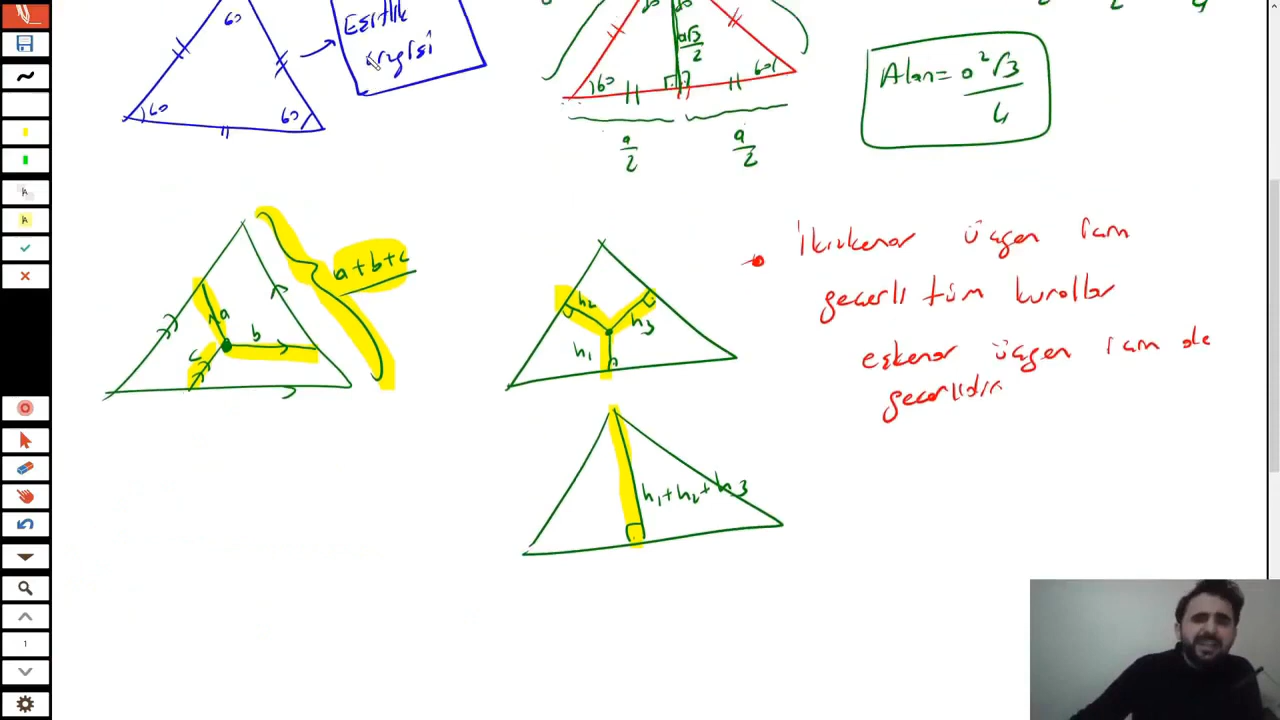 60
60
60
Eşitlik
60
60
a√3
2
a
2
a
2
Alan = a²√3
4
a+b+c
a
b
c
h2
h3
h1
İkizkenar üçgen için
geçerli tüm kurallar
eşkenar üçgen için de
geçerlidir
h1+h2+h3
1